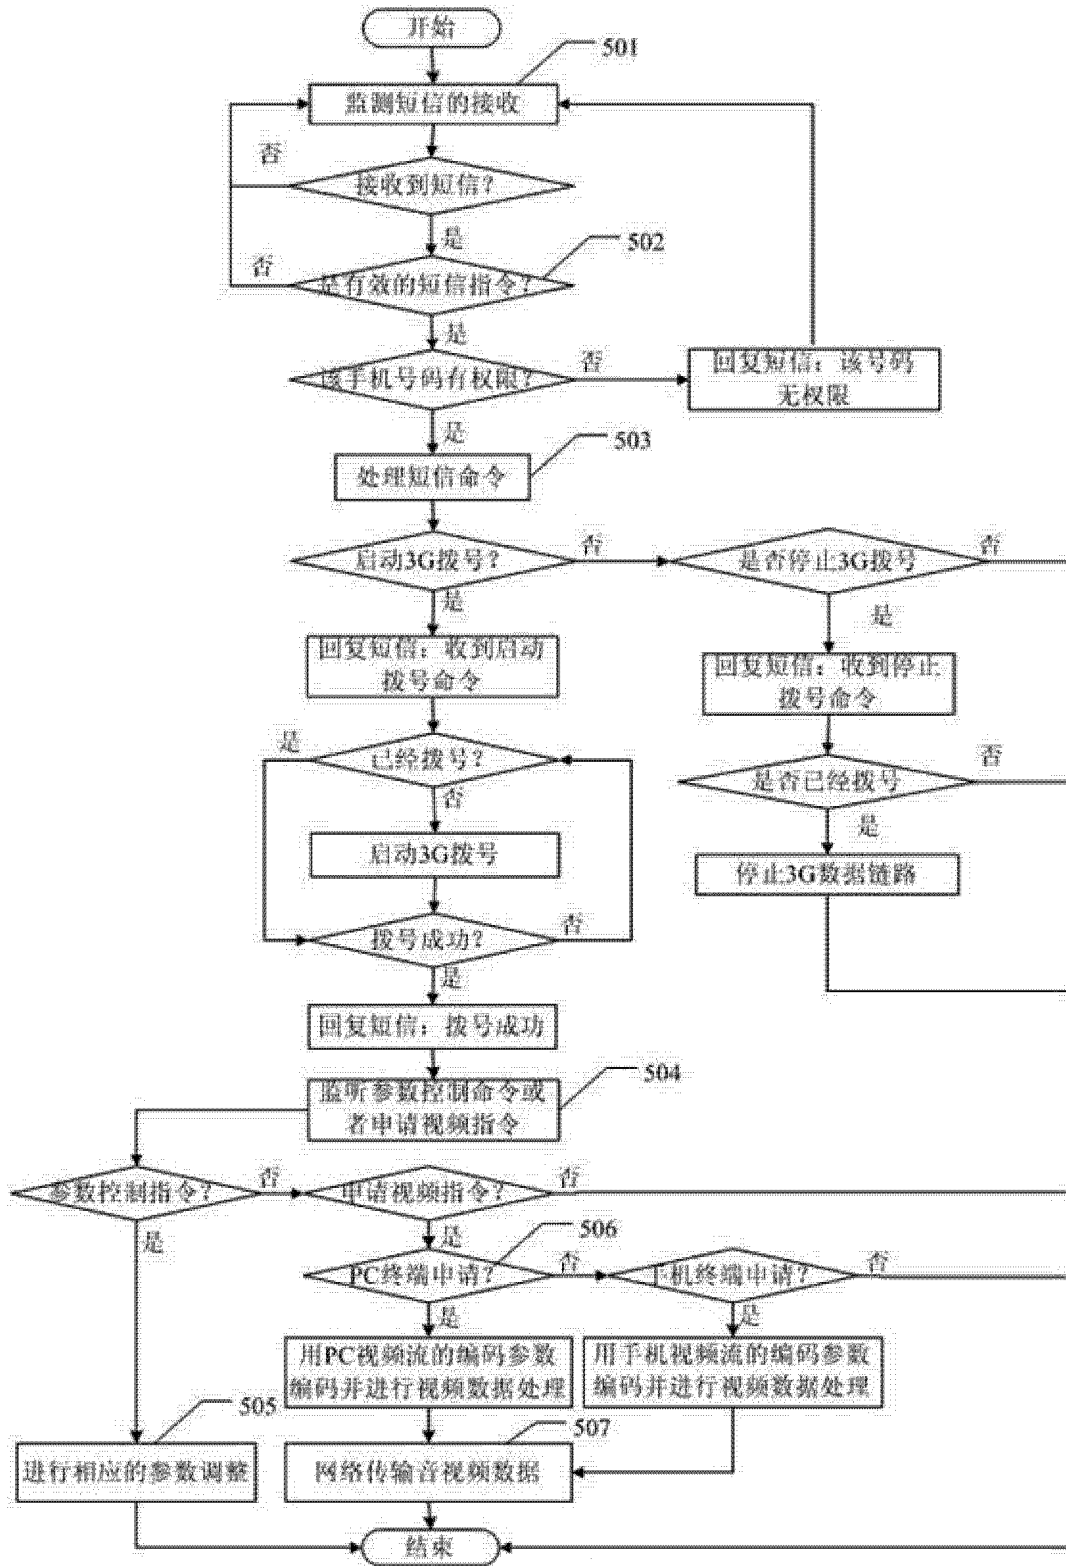 开始
501
监测短信的接收
否
接收到短信?
是
502
否
是有效的短信指令?
是
该手机号码有权限?
否
回复短信：该号码
无权限
是
503
处理短信命令
启动3G拨号?
否
是否停止3G拨号
否
是
是
回复短信：收到启动
拨号命令
回复短信：收到停止
拨号命令
是
已经拨号?
否
是否已经拨号
否
是
启动3G拨号
停止3G数据链路
拨号成功?
否
是
回复短信：拨号成功
504
监听参数控制命令或
者申请视频指令
参数控制指令?
否
申请视频指令?
否
是
是
506
PC终端申请?
否
手机终端申请?
否
是
是
用PC视频流的编码参数
编码并进行视频数据处理
用手机视频流的编码参数
编码并进行视频数据处理
505
507
进行相应的参数调整
网络传输音视频数据
结束